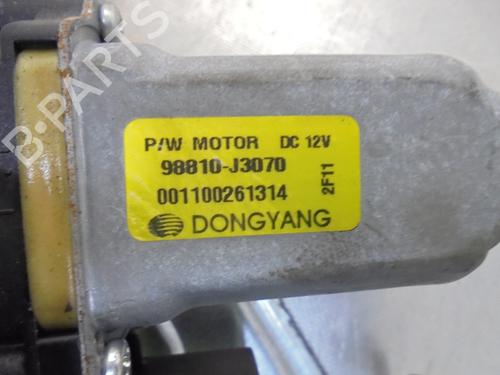 P/W MOTOR DC 12V
98810-J3070
001100261314
2F11
DONGYANG
B-PARTS